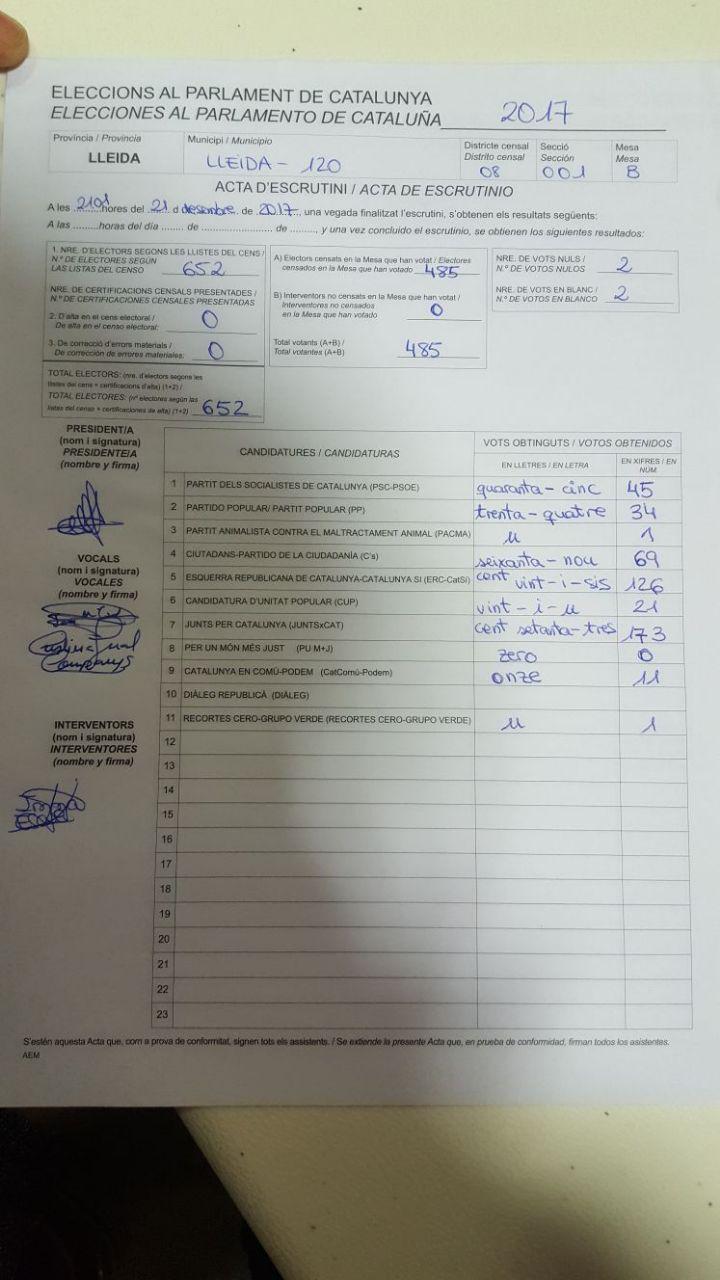 ELECCIONS AL PARLAMENT DE CATALUNYA
ELECCIONES AL PARLAMENTO DE CATALUÑA 2017
Província / Provincia Municipi / Municipio Districte censal Secció Mesa
Distrito censal Sección Mesa
LLEIDA LLEIDA - 120 08 001 B
ACTA D'ESCRUTINI / ACTA DE ESCRUTINIO
A les hores del 21 d desembre de 2017, una vegada finalitzat l'escrutini, s'obtenen els resultats següents:
A las ........horas del día ....... de ........................ de ........., y una vez concluido el escrutinio, se obtienen los siguientes resultados:
1. NRE. D'ELECTORS SEGONS LES LLISTES DEL CENS /
N.º DE ELECTORES SEGÚN
LAS LISTAS DEL CENSO 652
NRE. DE CERTIFICACIONS CENSALS PRESENTADES /
N.º DE CERTIFICACIONES CENSALES PRESENTADAS
2. D'alta en el cens electoral /
De alta en el censo electoral: 0
3. De correcció d'errors materials /
De corrección de errores materiales: 0
TOTAL ELECTORS: (nre. d'electors segons les
llistes del cens + certificacions d'alta) (1+2) /
TOTAL ELECTORES: (nº electores según las
listas del censo + certificaciones de alta) (1+2) 652
A) Electors censats en la Mesa que han votat / Electores
censados en la Mesa que han votado 485
B) Interventors no censats en la Mesa que han votat /
Interventores no censados
en la Mesa que han votado 0
Total votants (A+B) /
Total votantes (A+B) 485
NRE. DE VOTS NULS /
N.º DE VOTOS NULOS 2
NRE. DE VOTS EN BLANC /
N.º DE VOTOS EN BLANCO 2
PRESIDENT/A
(nom i signatura)
PRESIDENTE/A
(nombre y firma)
VOCALS
(nom i signatura)
VOCALES
(nombre y firma)
INTERVENTORS
(nom i signatura)
INTERVENTORES
(nombre y firma)
CANDIDATURES / CANDIDATURAS
VOTS OBTINGUTS / VOTOS OBTENIDOS
EN LLETRES / EN LETRA EN XIFRES / EN NÚM
1 PARTIT DELS SOCIALISTES DE CATALUNYA (PSC-PSOE) quaranta-cinc 45
2 PARTIDO POPULAR/ PARTIT POPULAR (PP) trenta-quatre 34
3 PARTIT ANIMALISTA CONTRA EL MALTRACTAMENT ANIMAL (PACMA) u 1
4 CIUTADANS-PARTIDO DE LA CIUDADANÍA (C's) seixanta-nou 69
5 ESQUERRA REPUBLICANA DE CATALUNYA-CATALUNYA SÍ (ERC-CatSí) cent vint-i-sis 126
6 CANDIDATURA D'UNITAT POPULAR (CUP) vint-i-u 21
7 JUNTS PER CATALUNYA (JUNTSxCAT) cent setanta-tres 173
8 PER UN MÓN MÉS JUST (PU M+J) zero 0
9 CATALUNYA EN COMÚ-PODEM (CatComú-Podem) onze 11
10 DIÀLEG REPUBLICÀ (DIÀLEG)
11 RECORTES CERO-GRUPO VERDE (RECORTES CERO-GRUPO VERDE) u 1
12
13
14
15
16
17
18
19
20
21
22
23
S'estén aquesta Acta que, com a prova de conformitat, signen tots els assistents. / Se extiende la presente Acta que, en prueba de conformidad, firman todos los asistentes.
AEM